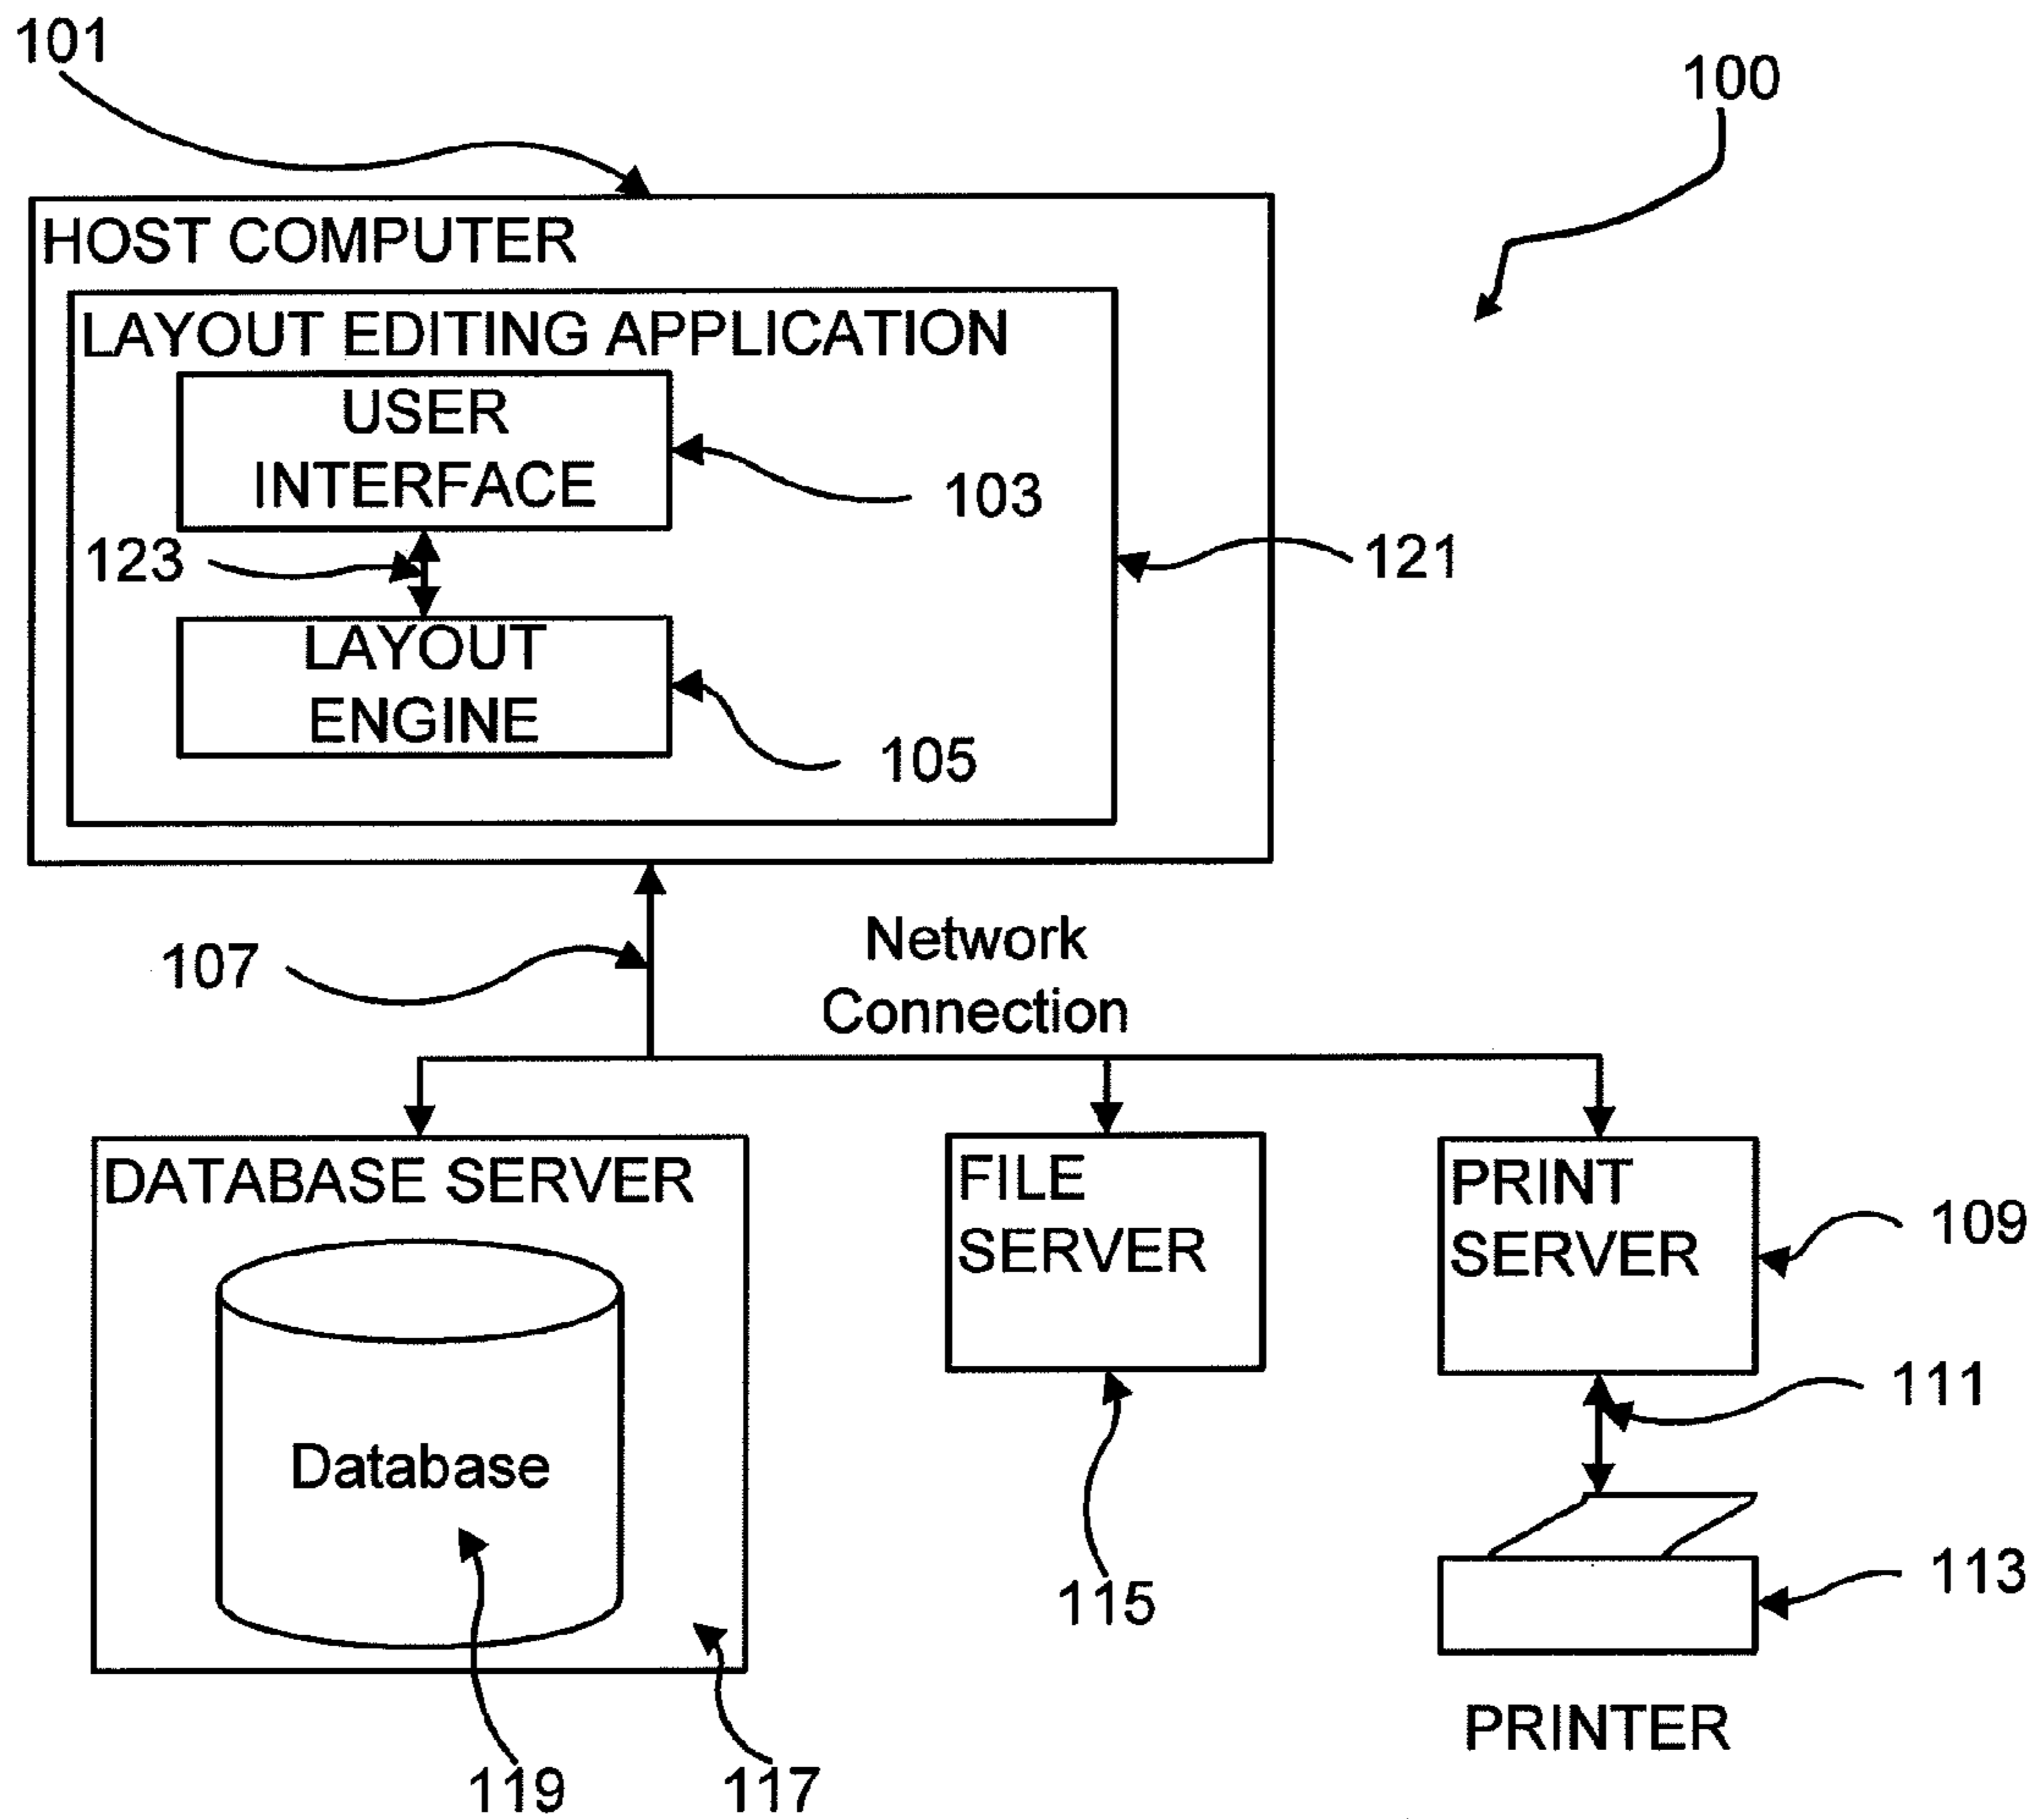 101
100
HOST COMPUTER
LAYOUT EDITING APPLICATION
USER
INTERFACE
103
123
121
LAYOUT
ENGINE
105
107
Network
Connection
DATABASE SERVER
FILE
SERVER
PRINT
SERVER
109
111
Database
113
115
PRINTER
119
117